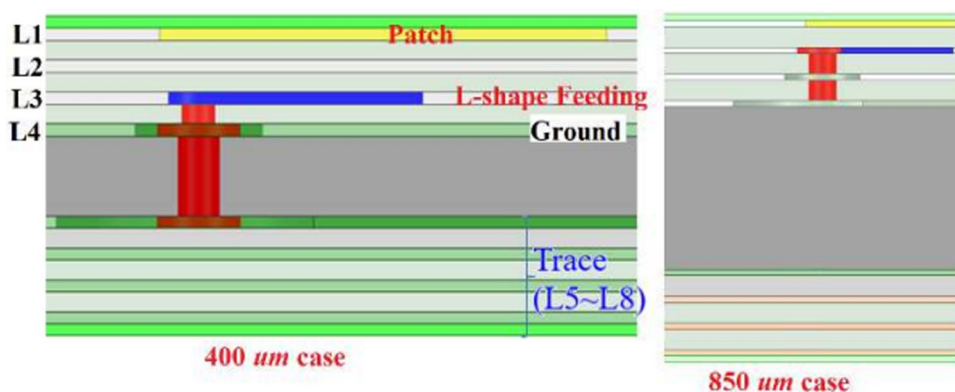 L1
Patch
L2
L3
L-shape Feeding
L4
Ground
Trace
(L5~L8)
400 um case
850 um case